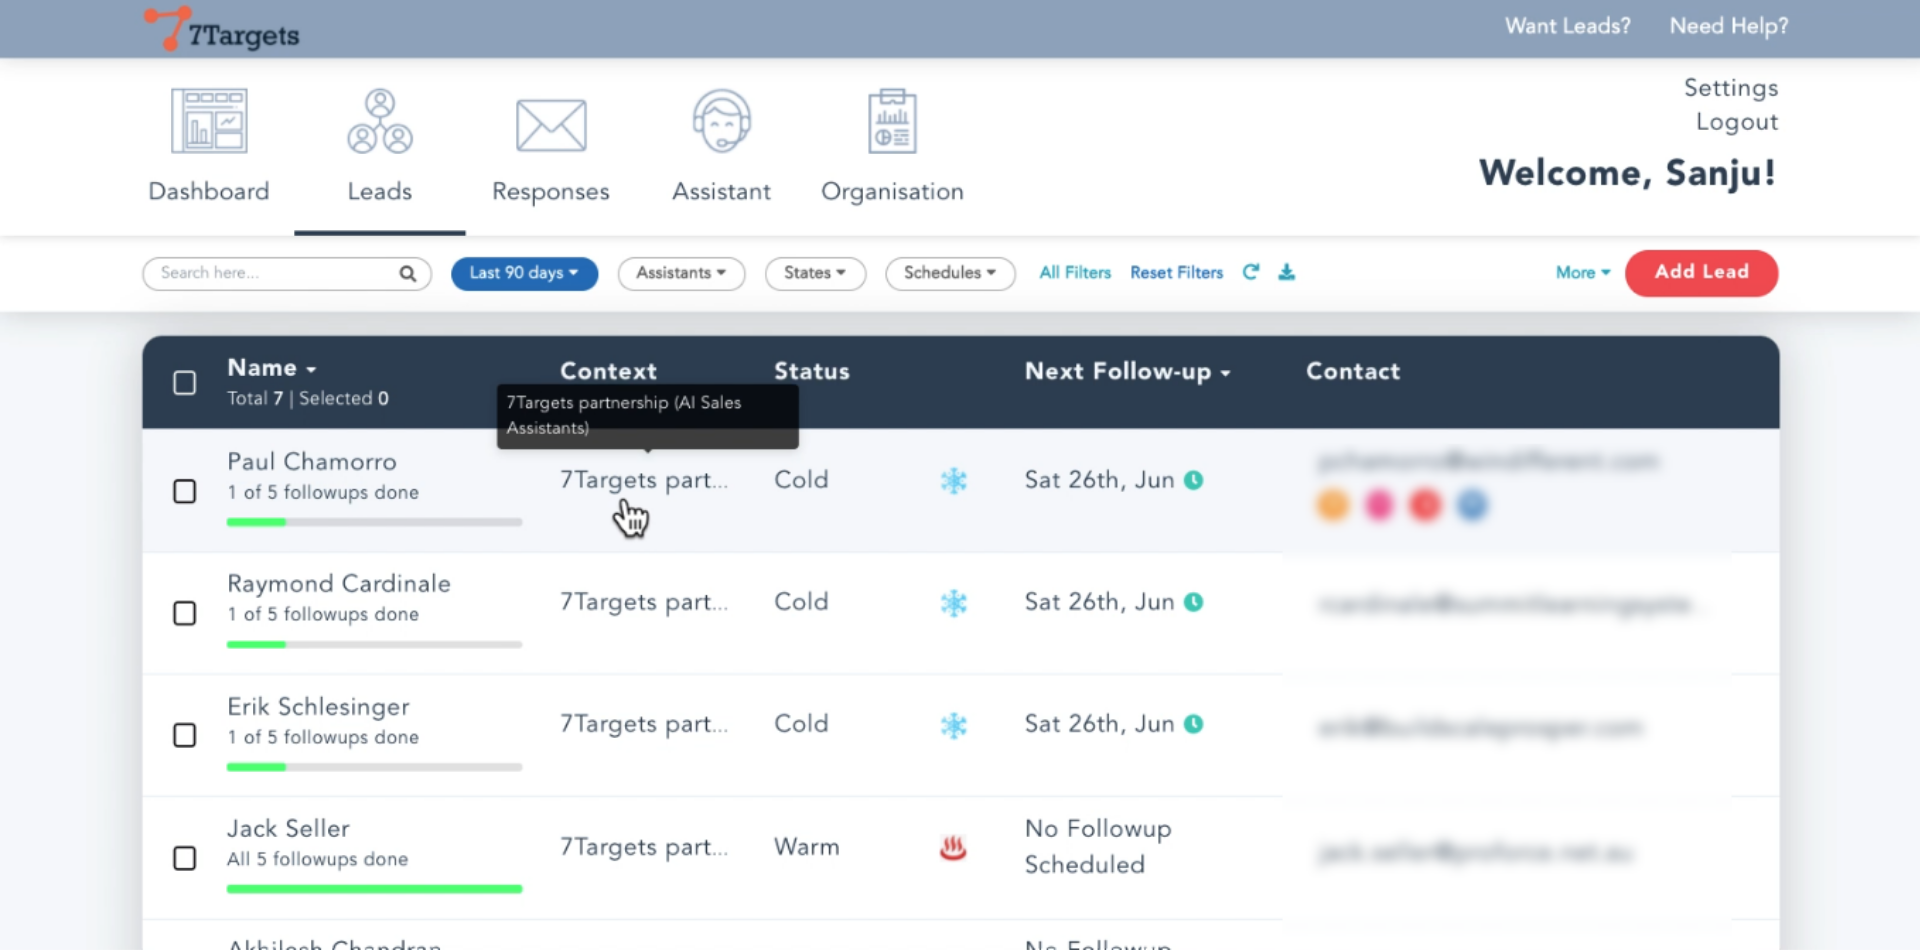 7Targets
Want Leads? Need Help?
Settings
Logout
Welcome, Sanju!
Dashboard Leads Responses Assistant Organisation
Search here... Last 90 days Assistants States Schedules All Filters Reset Filters More Add Lead
Name Context Status Next Follow-up Contact
Total 7 | Selected 0
7Targets partnership (AI Sales
Assistants)
Paul Chamorro
1 of 5 followups done
7Targets part... Cold Sat 26th, Jun
Raymond Cardinale
1 of 5 followups done
7Targets part... Cold Sat 26th, Jun
Erik Schlesinger
1 of 5 followups done
7Targets part... Cold Sat 26th, Jun
Jack Seller
All 5 followups done
7Targets part... Warm
No Followup
Scheduled
Akhilesh Chandran
No Followup